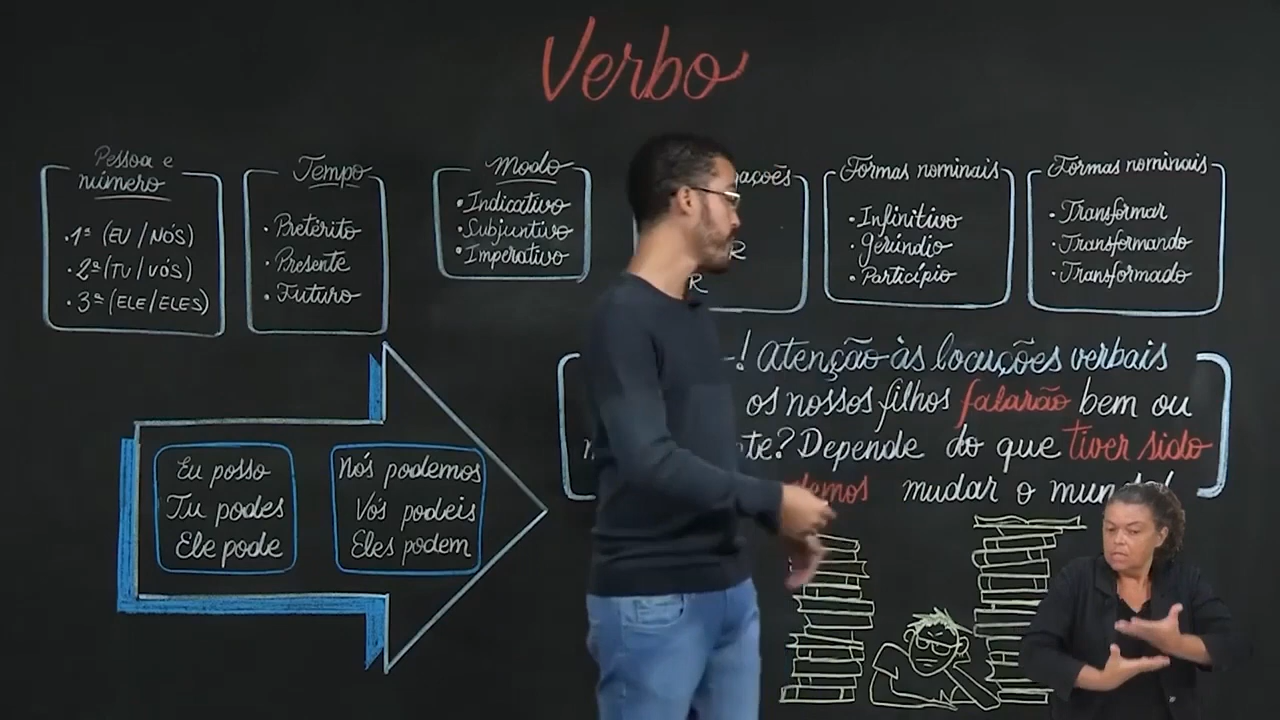 Verbo
Pessoa e
número
• 1ª (EU / NÓS)
• 2ª (TU / VÓS)
• 3ª (ELE / ELES)
Tempo
• Pretérito
• Presente
• Futuro
Modo
• Indicativo
• Subjuntivo
• Imperativo
ações
R
R
Formas nominais
• Infinitivo
• Gerúndio
• Particípio
Formas nominais
• Transformar
• Transformando
• Transformado
! Atenção às locuções verbais
os nossos filhos falarão bem ou
te? Depende do que tiver sido
demos mudar o mundo!
Eu posso
Tu podes
Ele pode
Nós podemos
Vós podeis
Eles podem